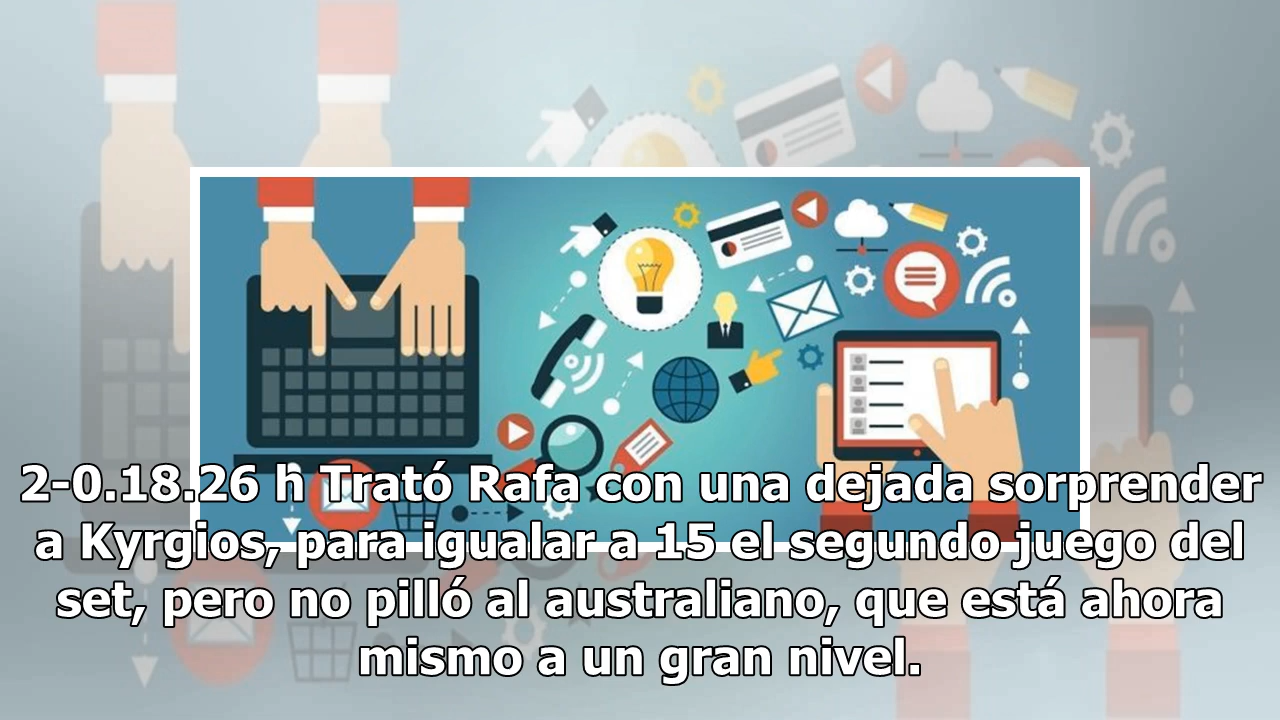 2-0.18.26 h Trató Rafa con una dejada sorprender
a Kyrgios, para igualar a 15 el segundo juego del
set, pero no pilló al australiano, que está ahora
mismo a un gran nivel.